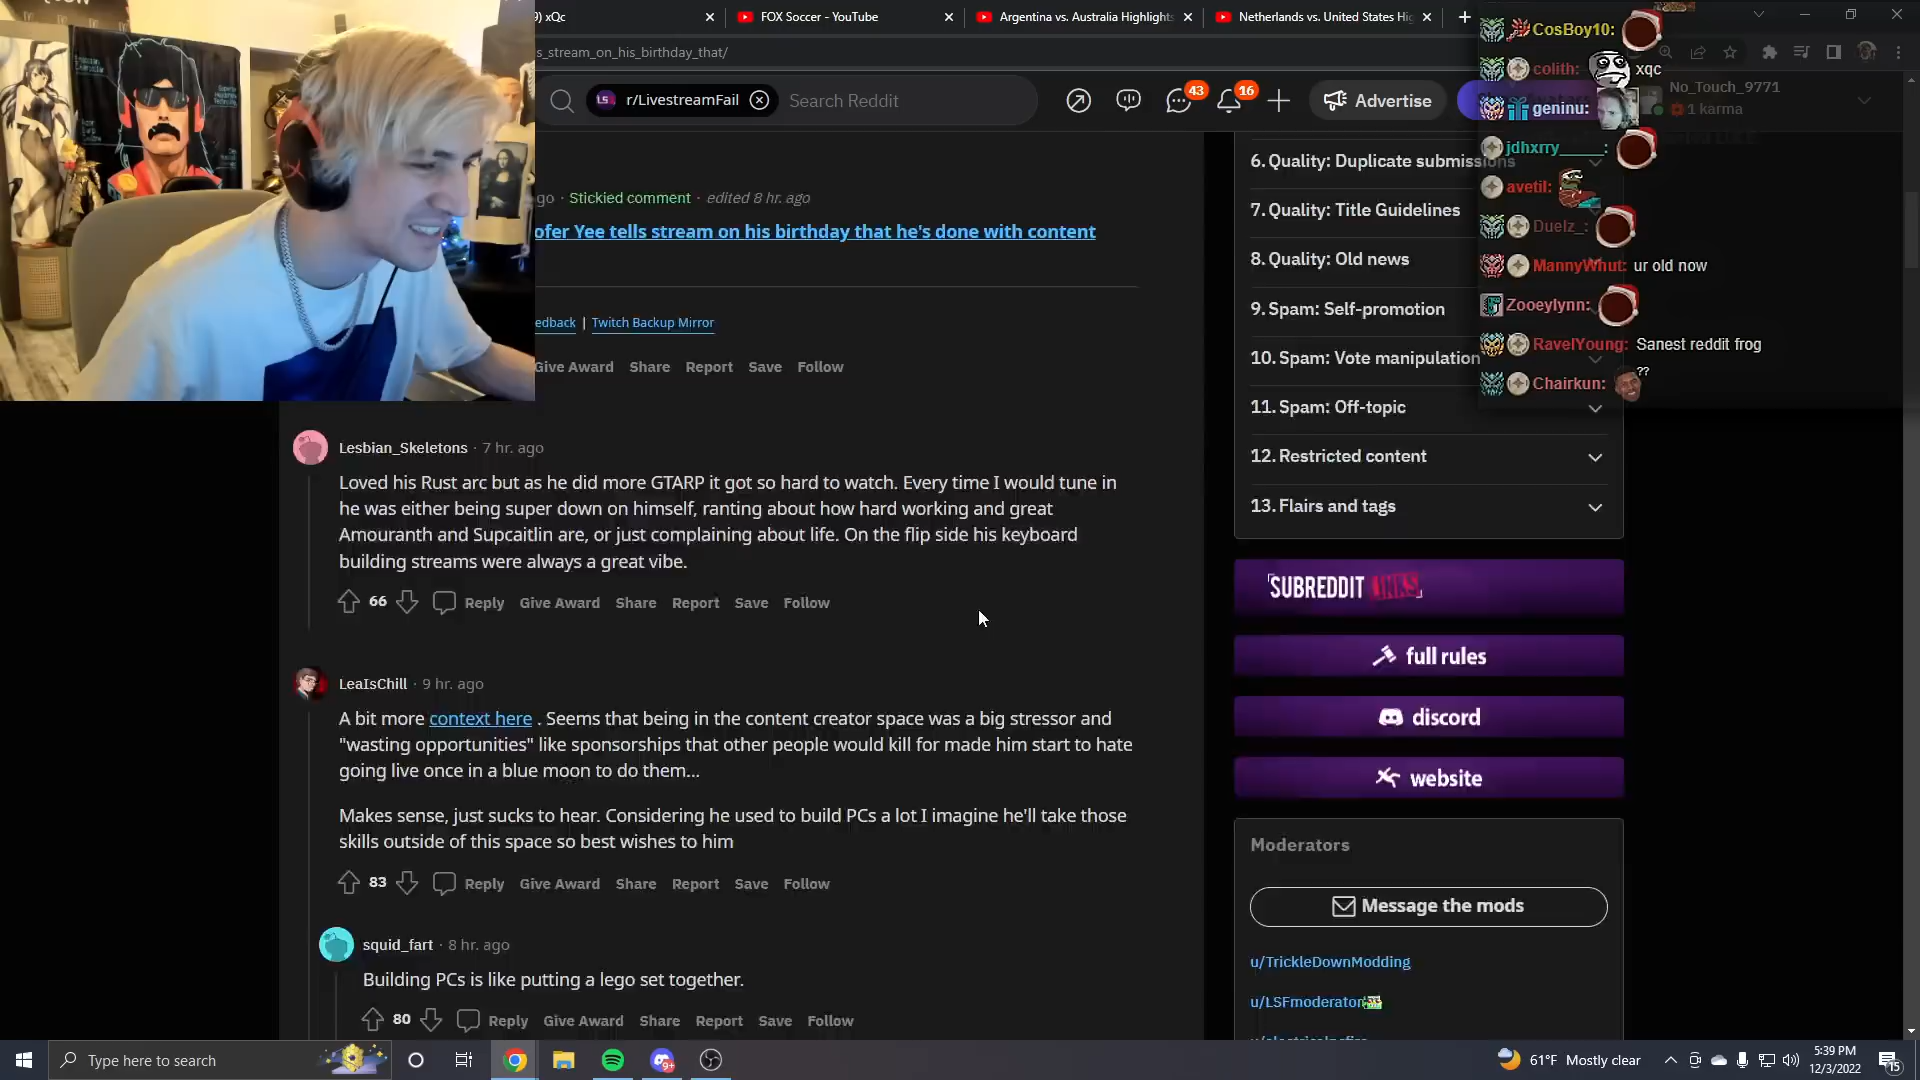 9) xQc
FOX Soccer - YouTube
Argentina vs. Australia Highlights
Netherlands vs. United States Hig
s_stream_on_his_birthday_that/
r/LivestreamFail
Search Reddit
43
16
Advertise
No_Touch_9771
1 karma
CosBoy10:
colith: xqc
geninu:
jdhxrry_____:
avetil:
Duelz_:
MannyWhut: ur old now
Zooeylynn:
RavelYoung: Sanest reddit frog
Chairkun: ??
go · Stickied comment · edited 8 hr. ago
ofer Yee tells stream on his birthday that he's done with content
edback | Twitch Backup Mirror
Give Award Share Report Save Follow
Lesbian_Skeletons · 7 hr. ago
Loved his Rust arc but as he did more GTARP it got so hard to watch. Every time I would tune in
he was either being super down on himself, ranting about how hard working and great
Amouranth and Supcaitlin are, or just complaining about life. On the flip side his keyboard
building streams were always a great vibe.
66 Reply Give Award Share Report Save Follow
LeaIsChill · 9 hr. ago
A bit more context here . Seems that being in the content creator space was a big stressor and
"wasting opportunities" like sponsorships that other people would kill for made him start to hate
going live once in a blue moon to do them...
Makes sense, just sucks to hear. Considering he used to build PCs a lot I imagine he'll take those
skills outside of this space so best wishes to him
83 Reply Give Award Share Report Save Follow
squid_fart · 8 hr. ago
Building PCs is like putting a lego set together.
80 Reply Give Award Share Report Save Follow
6. Quality: Duplicate submissions
7. Quality: Title Guidelines
8. Quality: Old news
9. Spam: Self-promotion
10. Spam: Vote manipulation
11. Spam: Off-topic
12. Restricted content
13. Flairs and tags
SUBREDDIT LINKS
full rules
discord
website
Moderators
Message the mods
u/TrickleDownModding
u/LSFmoderator
Type here to search
9+
61°F Mostly clear
5:39 PM
12/3/2022
15